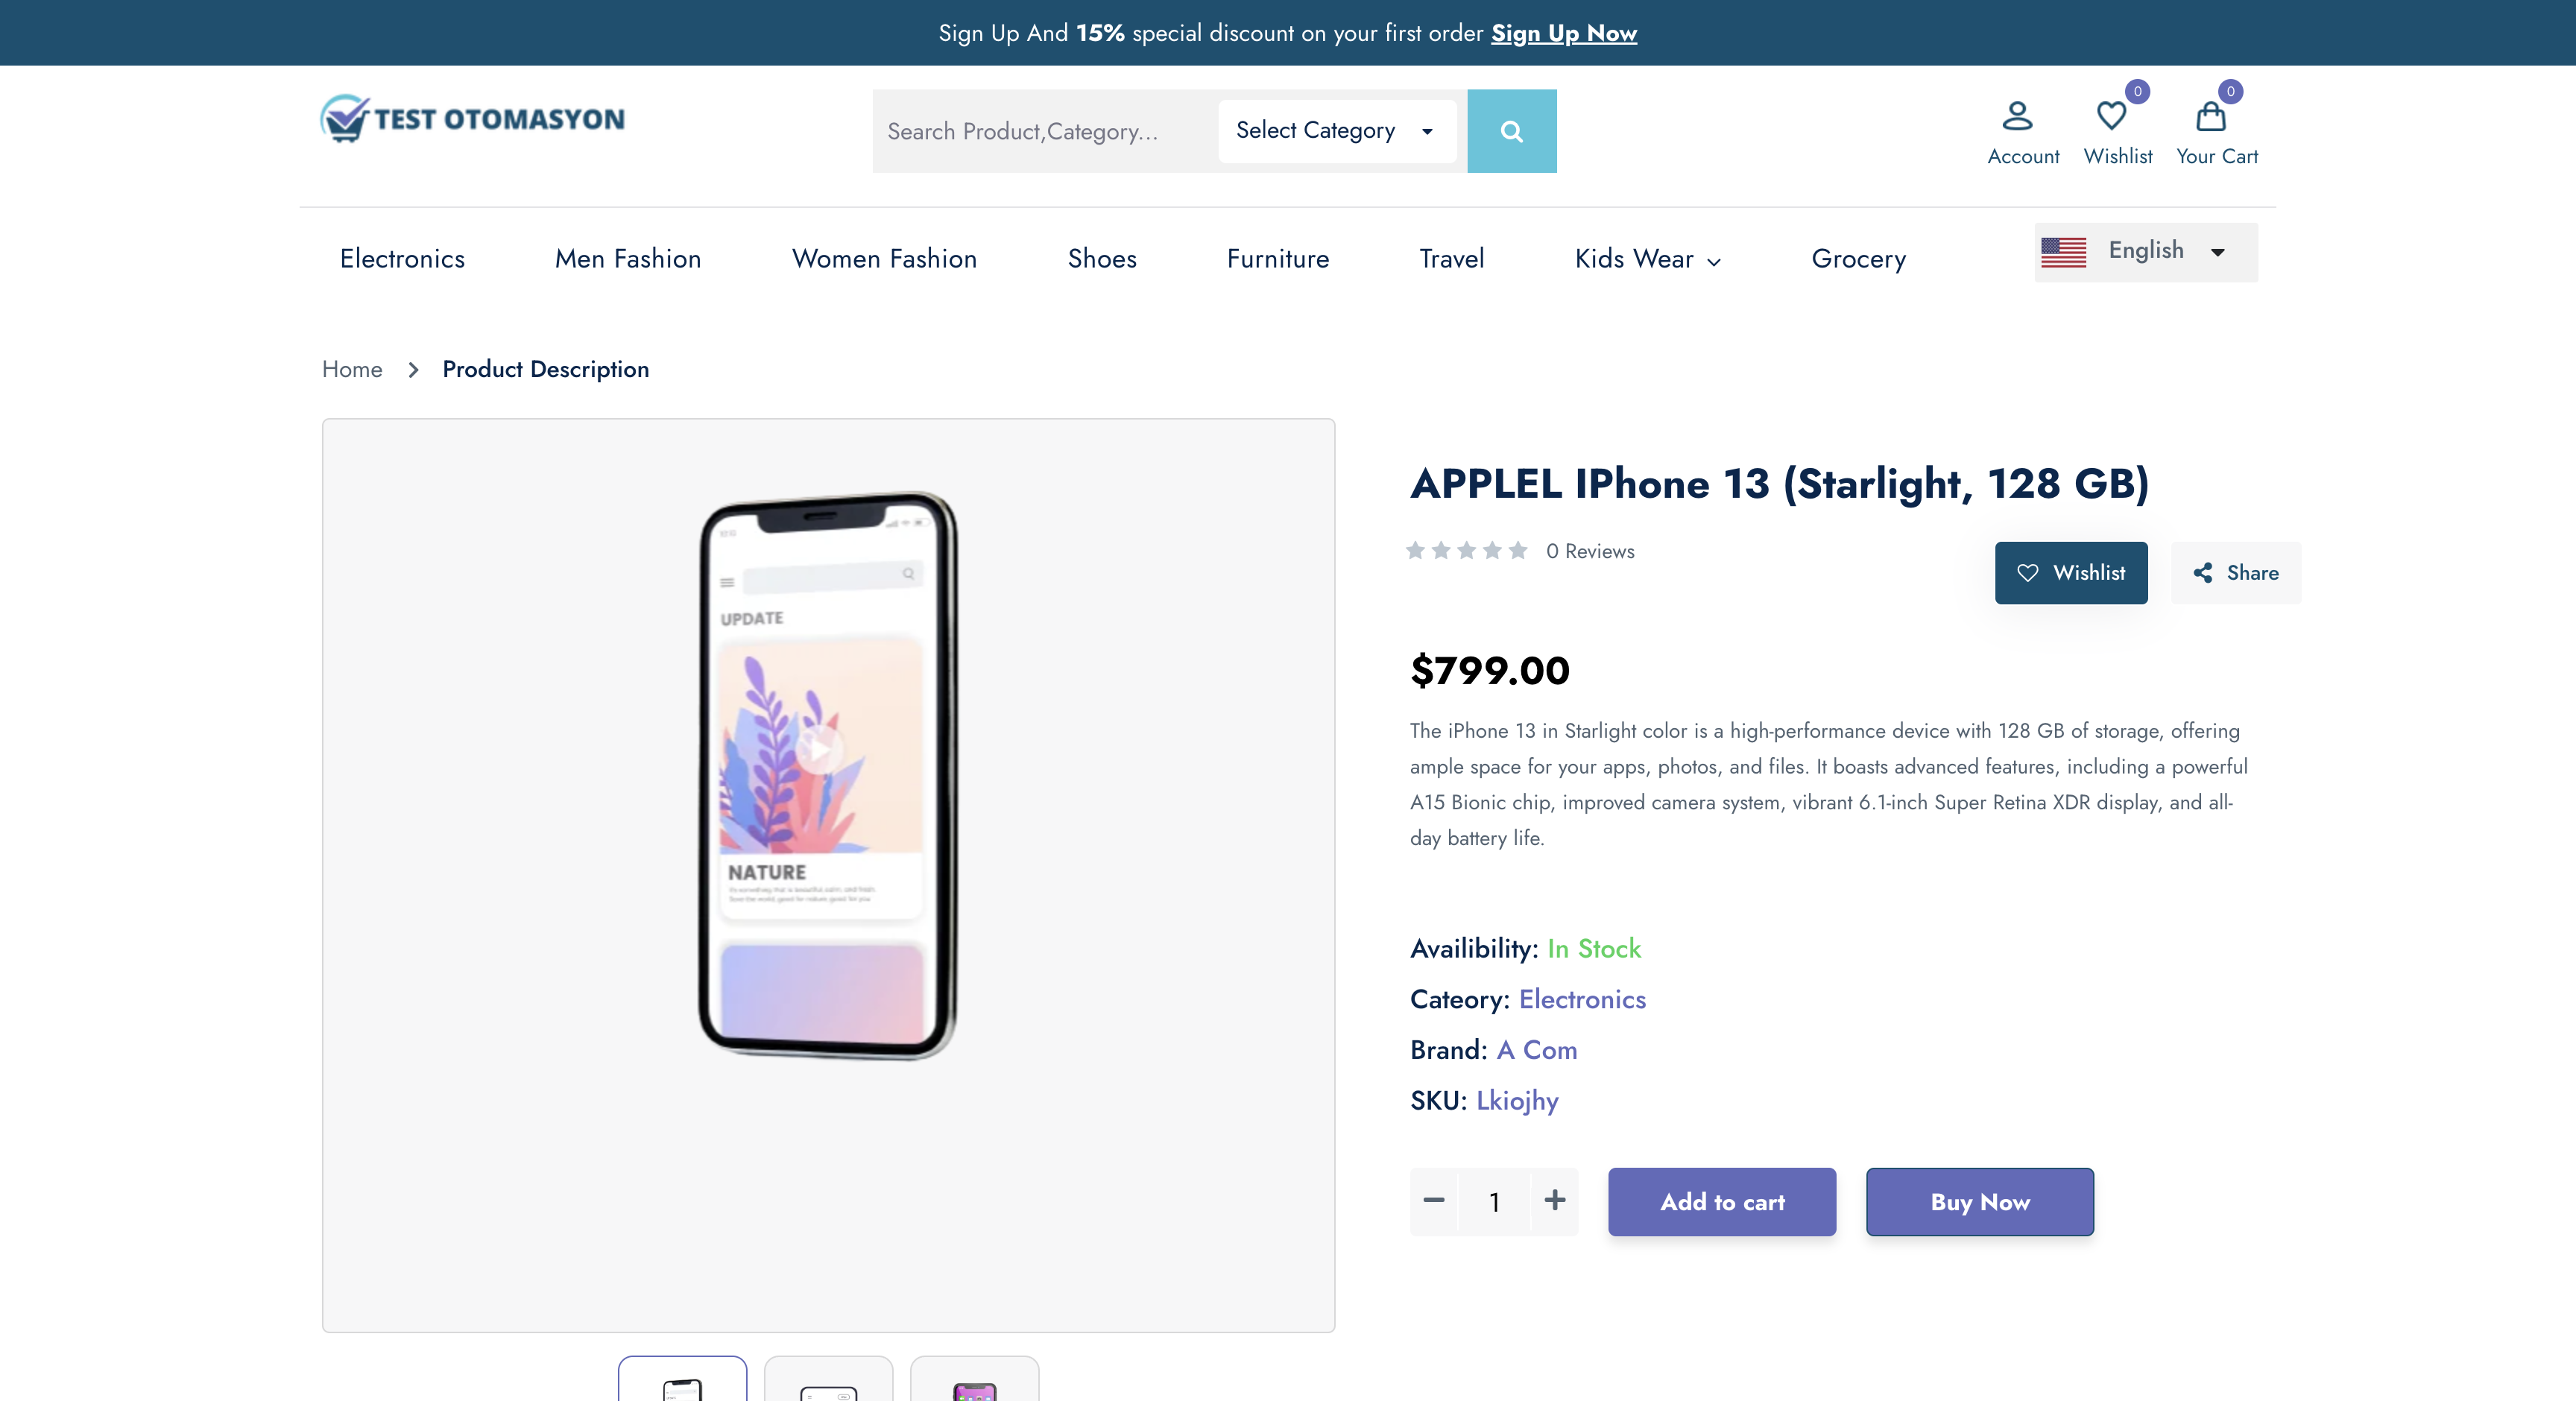 Sign Up And 15% special discount on your first order Sign Up Now
TEST OTOMASYON
Search Product,Category...
Select Category
0
0
Account
Wishlist
Your Cart
Electronics
Men Fashion
Women Fashion
Shoes
Furniture
Travel
Kids Wear
Grocery
English
Home
Product Description
APPLEL IPhone 13 (Starlight, 128 GB)
0 Reviews
Wishlist
Share
$799.00
The iPhone 13 in Starlight color is a high-performance device with 128 GB of storage, offering
ample space for your apps, photos, and files. It boasts advanced features, including a powerful
A15 Bionic chip, improved camera system, vibrant 6.1-inch Super Retina XDR display, and all-
day battery life.
UPDATE
NATURE
Availibility: In Stock
Cateory: Electronics
Brand: A Com
SKU: Lkiojhy
1
Add to cart
Buy Now